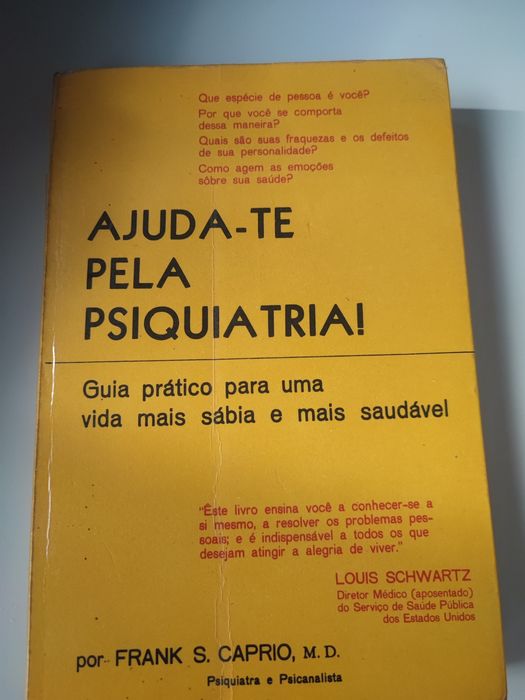 Que espécie de pessoa é você?
Por que você se comporta
dessa maneira?
Quais são suas fraquezas e os defeitos
de sua personalidade?
Como agem as emoções
sôbre sua saúde?
AJUDA-TE
PELA
PSIQUIATRIA!
Guia prático para uma
vida mais sábia e mais saudável
"Êste livro ensina você a conhecer-se a
si mesmo, a resolver os problemas pes-
soais; e é indispensável a todos os que
desejam atingir a alegria de viver."
LOUIS SCHWARTZ
Diretor Médico (aposentado)
do Serviço de Saúde Pública
dos Estados Unidos
por FRANK S. CAPRIO, M.D.
Psiquiatra e Psicanalista